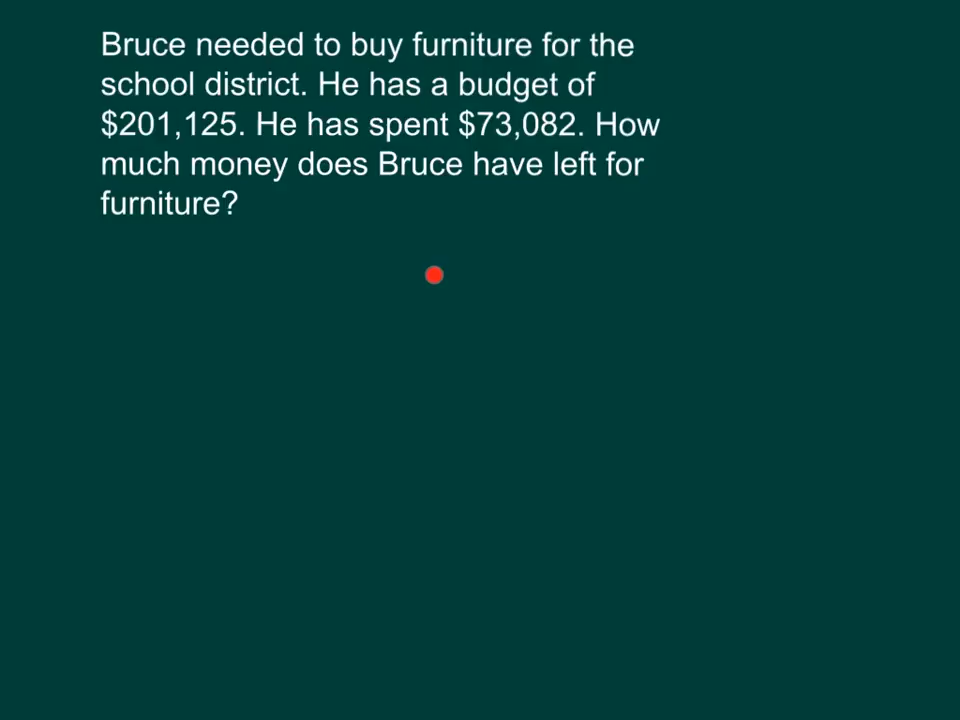 Bruce needed to buy furniture for the
school district. He has a budget of
$201,125. He has spent $73,082. How
much money does Bruce have left for
furniture?